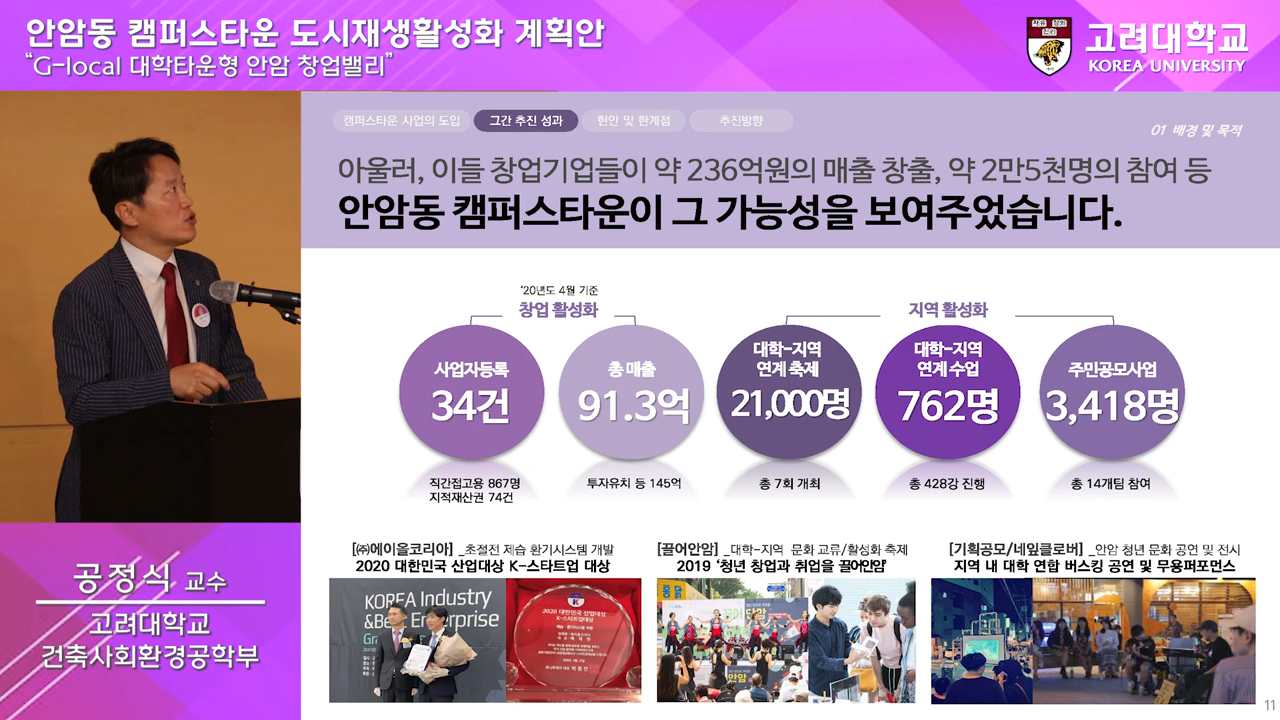 안암동 캠퍼스타운 도시재생활성화 계획안
“G-local 대학타운형 안암 창업밸리”
고려대학교
KOREA UNIVERSITY
캠퍼스타운 사업의 도입
그간 추진 성과
현안 및 한계점
추진방향
01 배경 및 목적
아울러, 이들 창업기업들이 약 236억원의 매출 창출, 약 2만5천명의 참여 등
안암동 캠퍼스타운이 그 가능성을 보여주었습니다.
‘20년도 4월 기준
창업 활성화
지역 활성화
사업자등록
34건
직간접고용 867명
지적재산권 74건
총 매출
91.3억
투자유치 등 145억
대학-지역
연계 축제
21,000명
총 7회 개최
대학-지역
연계 수업
762명
총 428강 진행
주민공모사업
3,418명
총 14개팀 참여
[㈜에이올코리아] _초절전 제습 환기시스템 개발
2020 대한민국 산업대상 K-스타트업 대상
KOREA Industry
& Best Enterprise
2020 대한민국 산업대상
K-스타트업대상
[끌어안암] _대학-지역 문화 교류/활성화 축제
2019 ‘청년 창업과 취업을 끌어안암’
끌어안암
안암
[기획공모/네잎클로버] _안암 청년 문화 공연 및 전시
지역 내 대학 연합 버스킹 공연 및 무용퍼포먼스
공정식 교수
고려대학교
건축사회환경공학부
11